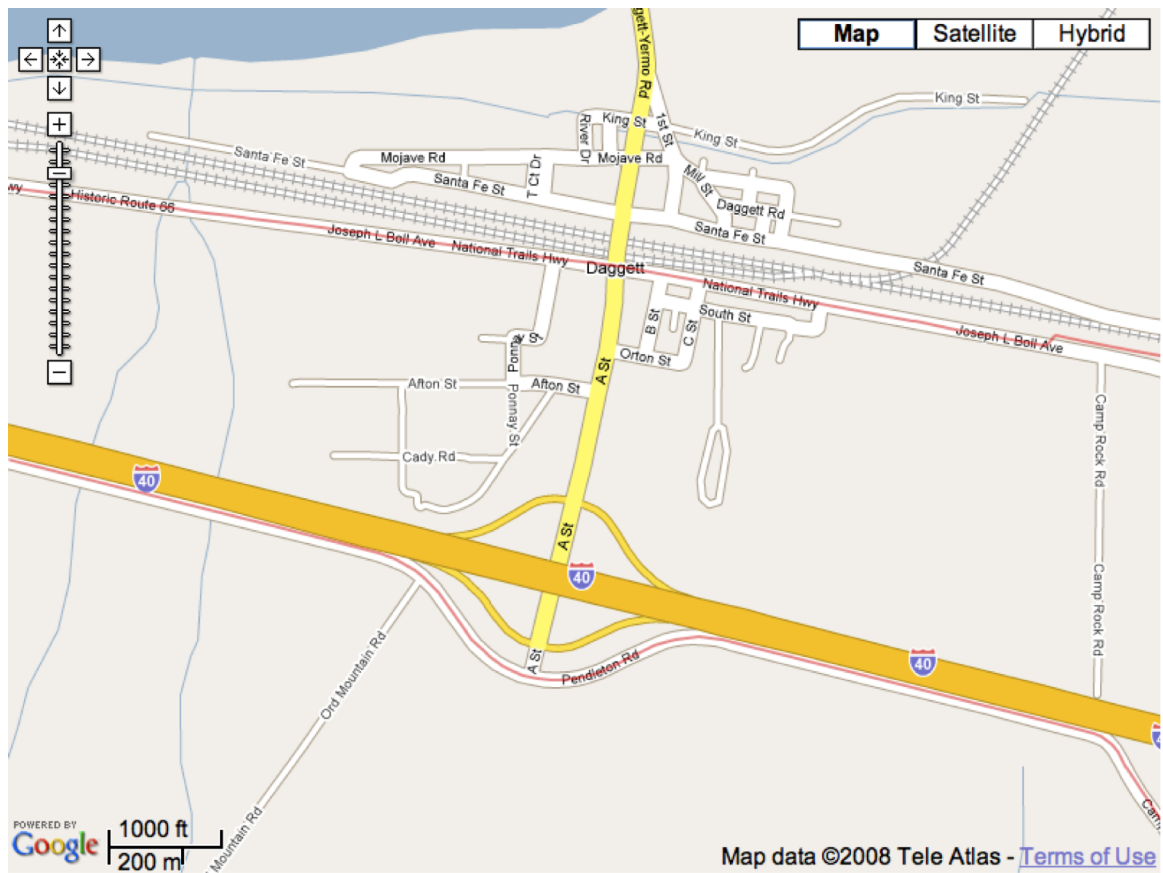 Map
Satellite
Hybrid
gett-Yermo Rd
King St
King St
King St
1st St
River Dr
Mojave Rd
Mojave Rd
Santa Fe St
Santa Fe St
T Ct Dr
Mill St
Daggett Rd
Santa Fe St
Santa Fe St
wy
Historic Route 66
Joseph L Boll Ave
National Trails Hwy
Daggett
National Trails Hwy
South St
B St
C St
Orton St
Joseph L Boll Ave
A St
Afton St
Afton St
Ponnay St
Cady Rd
Camp Rock Rd
Camp Rock Rd
40
A St
40
A St
Pendleton Rd
40
Ord Mountain Rd
Mountain Rd
POWERED BY
Google
1000 ft
200 m
Map data ©2008 Tele Atlas - Terms of Use